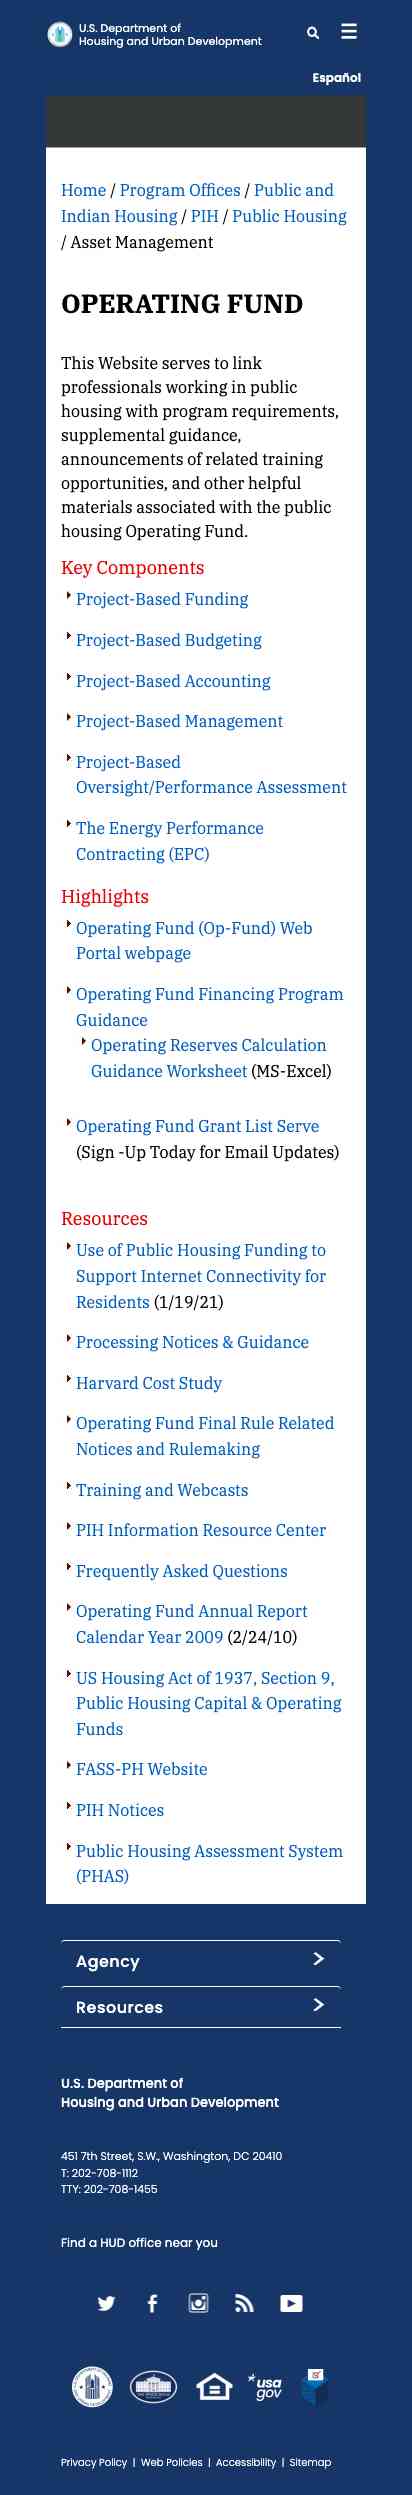 U.S. Department of
Housing and Urban Development
Español
Home / Program Offices / Public and
Indian Housing / PIH / Public Housing
/ Asset Management
OPERATING FUND
This Website serves to link
professionals working in public
housing with program requirements,
supplemental guidance,
announcements of related training
opportunities, and other helpful
materials associated with the public
housing Operating Fund.
Key Components
Project-Based Funding
Project-Based Budgeting
Project-Based Accounting
Project-Based Management
Project-Based
Oversight/Performance Assessment
The Energy Performance
Contracting (EPC)
Highlights
Operating Fund (Op-Fund) Web
Portal webpage
Operating Fund Financing Program
Guidance
Operating Reserves Calculation
Guidance Worksheet (MS-Excel)
Operating Fund Grant List Serve
(Sign -Up Today for Email Updates)
Resources
Use of Public Housing Funding to
Support Internet Connectivity for
Residents (1/19/21)
Processing Notices & Guidance
Harvard Cost Study
Operating Fund Final Rule Related
Notices and Rulemaking
Training and Webcasts
PIH Information Resource Center
Frequently Asked Questions
Operating Fund Annual Report
Calendar Year 2009 (2/24/10)
US Housing Act of 1937, Section 9,
Public Housing Capital & Operating
Funds
FASS-PH Website
PIH Notices
Public Housing Assessment System
(PHAS)
Agency
Resources
U.S. Department of
Housing and Urban Development
451 7th Street, S.W., Washington, DC 20410
T: 202-708-1112
TTY: 202-708-1455
Find a HUD office near you
usa
gov
Privacy Policy | Web Policies | Accessibility | Sitemap